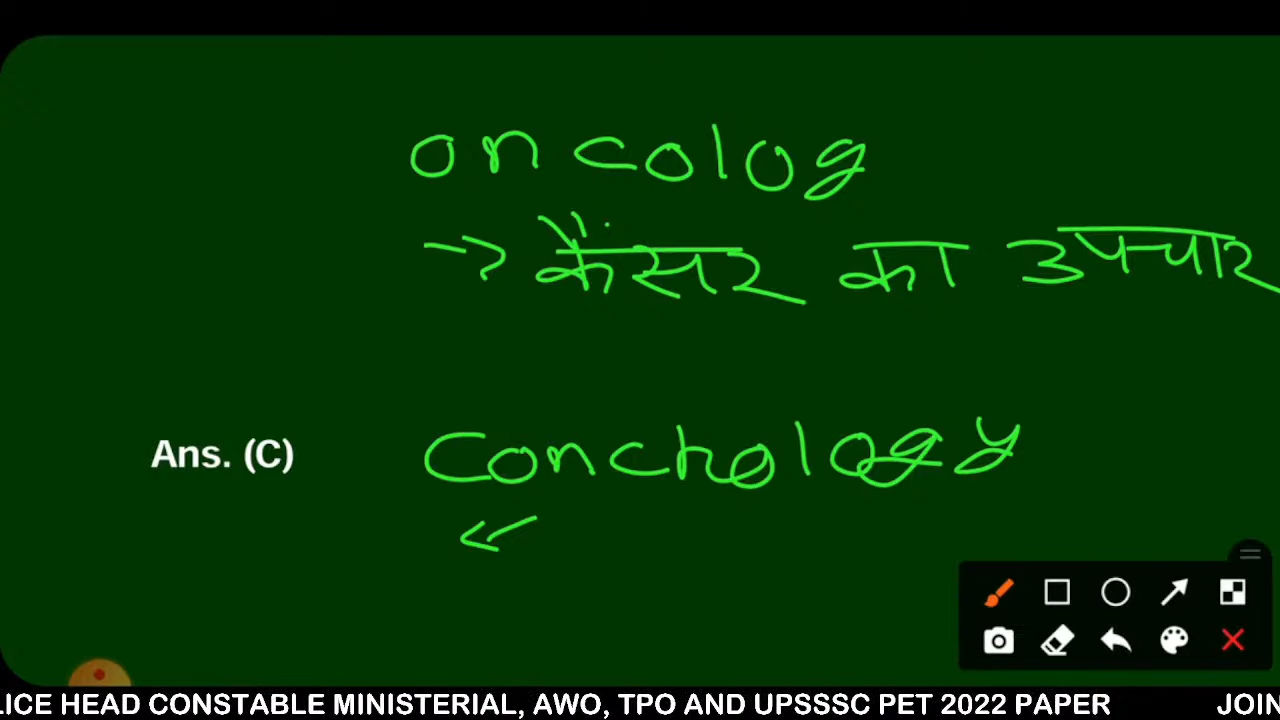 oncolog
→ कैंसर का उपचार
Ans. (C) Conchology
LICE HEAD CONSTABLE MINISTERIAL, AWO, TPO AND UPSSSC PET 2022 PAPER JOIN